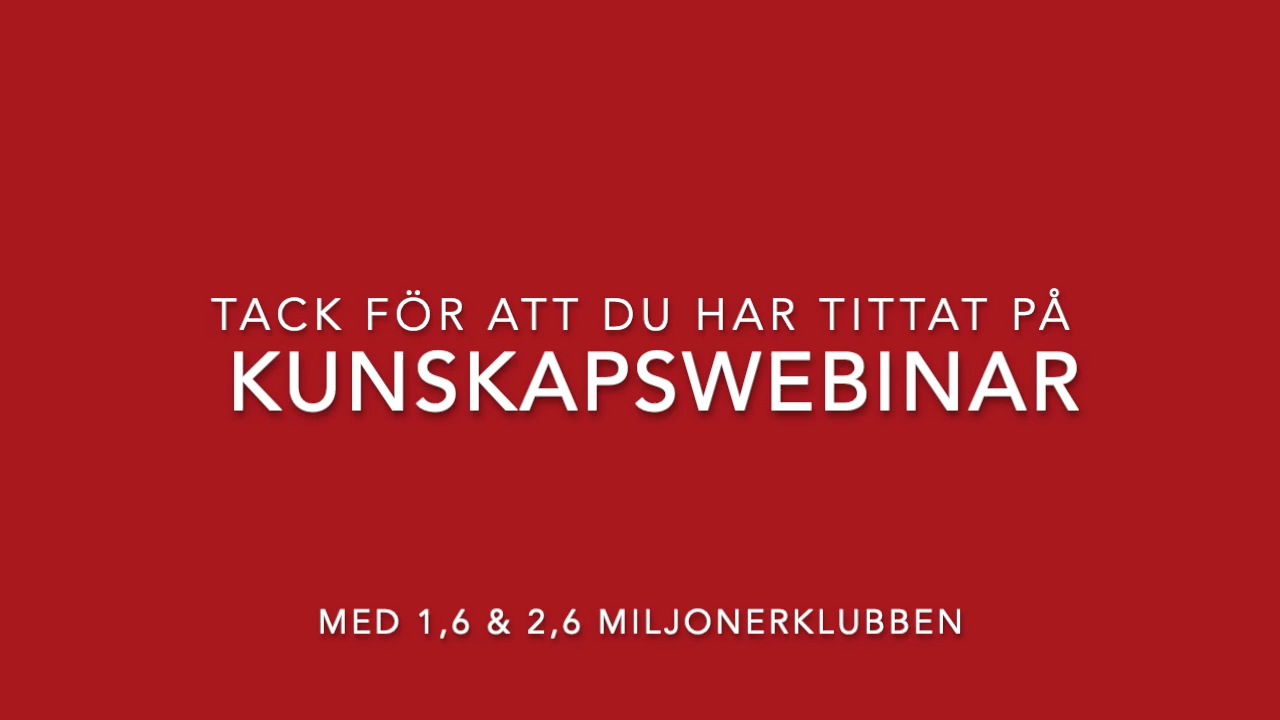 TACK FÖR ATT DU HAR TITTAT PÅ
KUNSKAPSWEBINAR
MED 1,6 & 2,6 MILJONERKLUBBEN